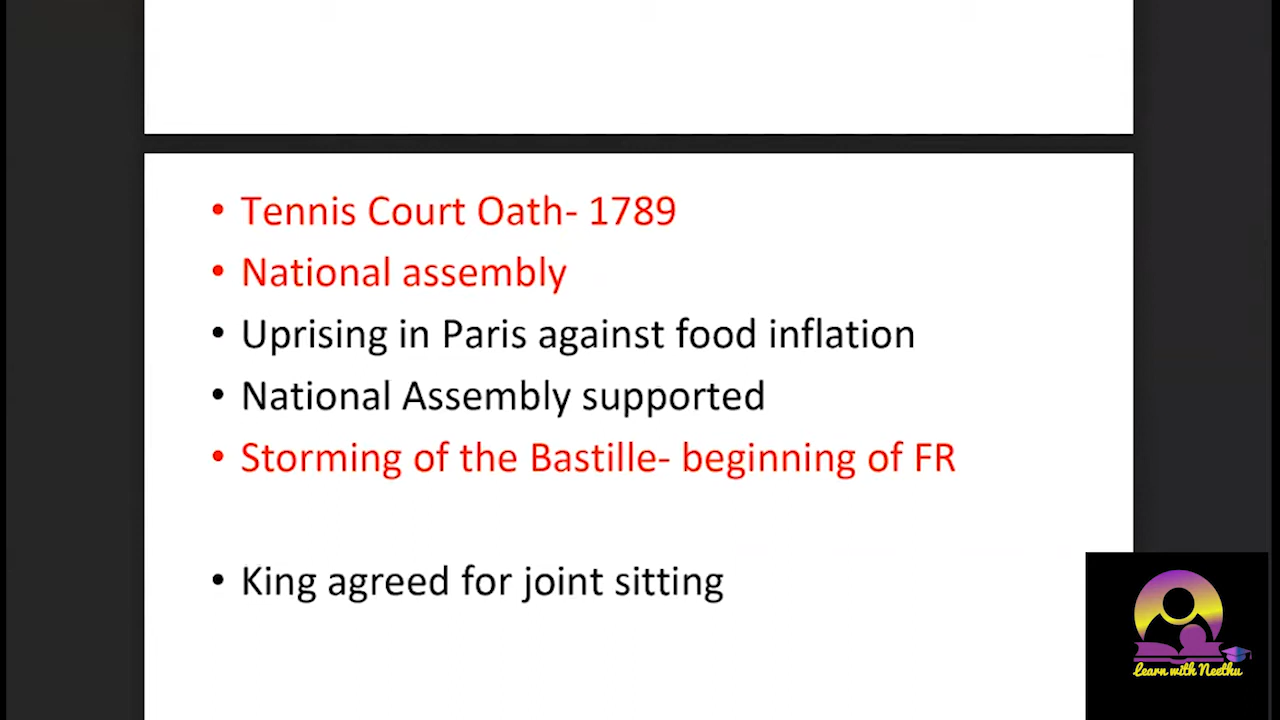 • Tennis Court Oath- 1789
• National assembly
• Uprising in Paris against food inflation
• National Assembly supported
• Storming of the Bastille- beginning of FR
• King agreed for joint sitting
Learn with Neethu